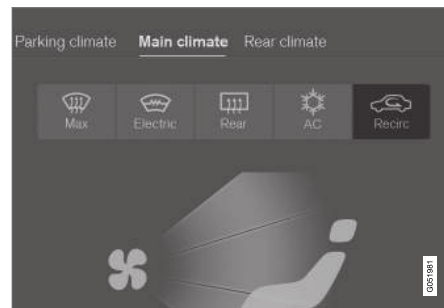 Parking climate Main climate Rear climate
Max Electric Rear AC Recirc
G051981